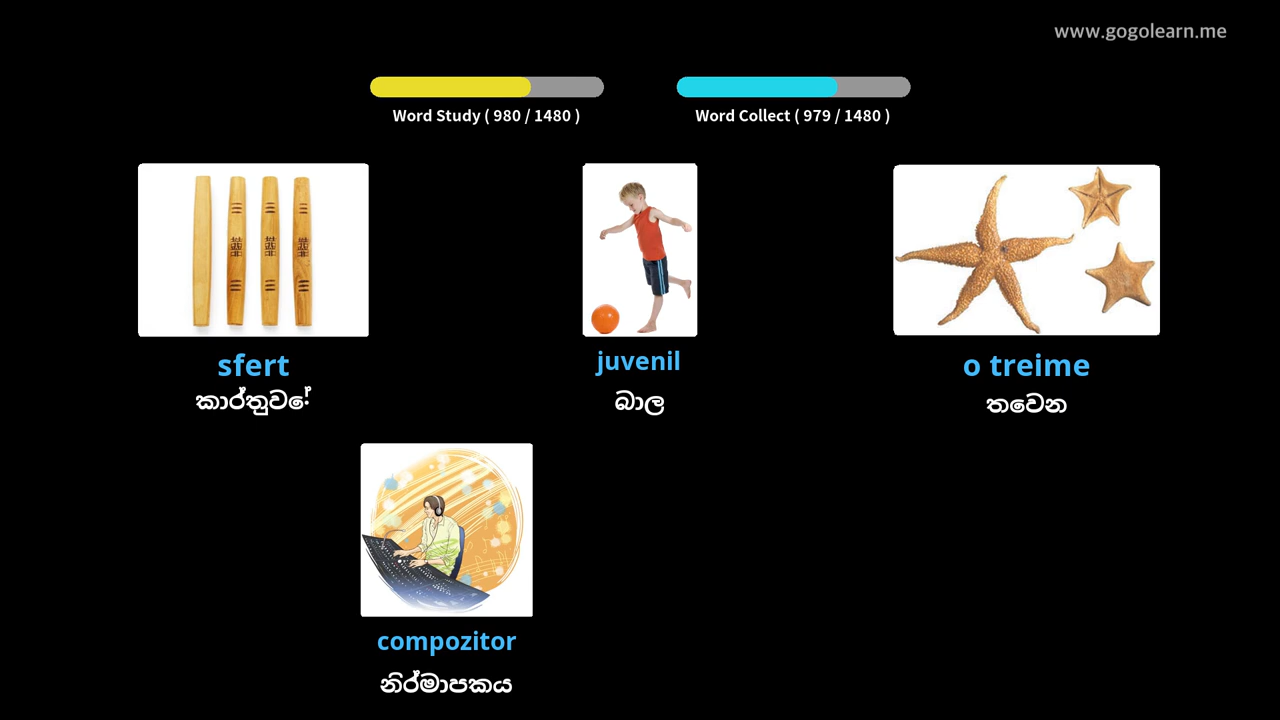 www.gogolearn.me
Word Study ( 980 / 1480 )
Word Collect ( 979 / 1480 )
sfert
කාර්තුවේ
juvenil
බාල
o treime
තවෙන
compozitor
නිර්මාපකය